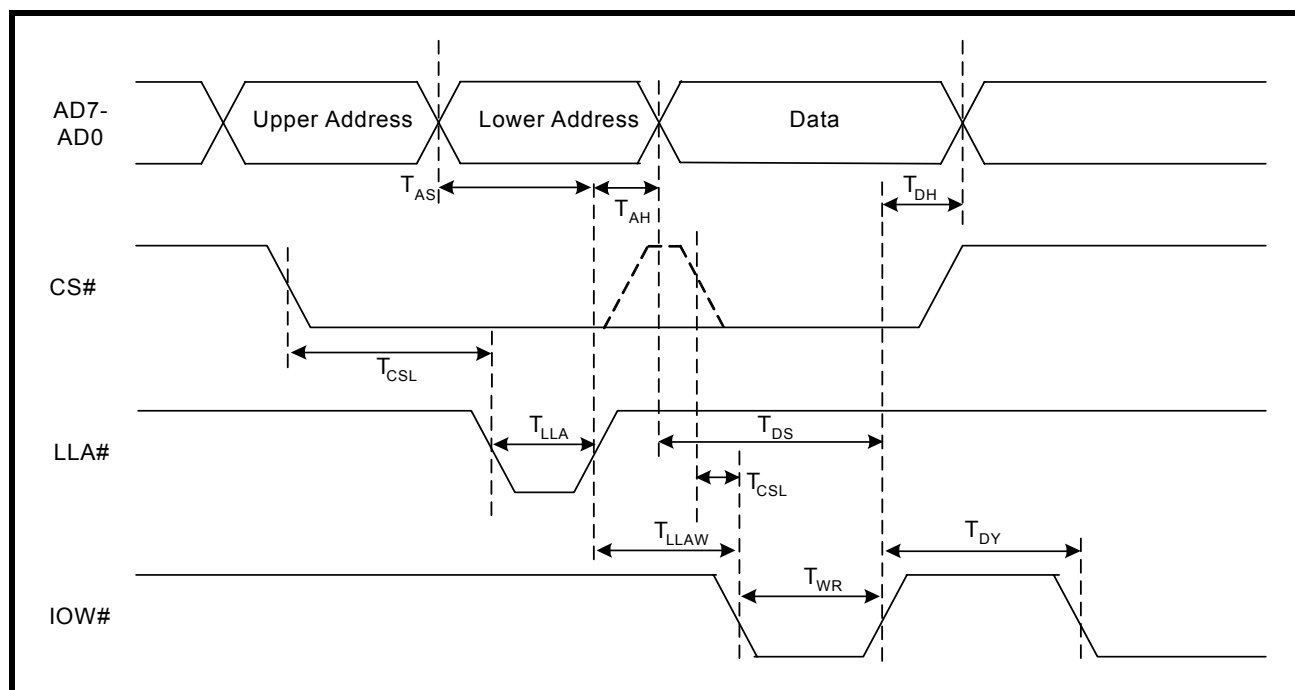 AD7-
AD0
Upper Address
Lower Address
Data
TAS
TAH
TDH
CS#
TCSL
LLA#
TLLA
TDS
TCSL
TLLAW
TDY
TWR
IOW#